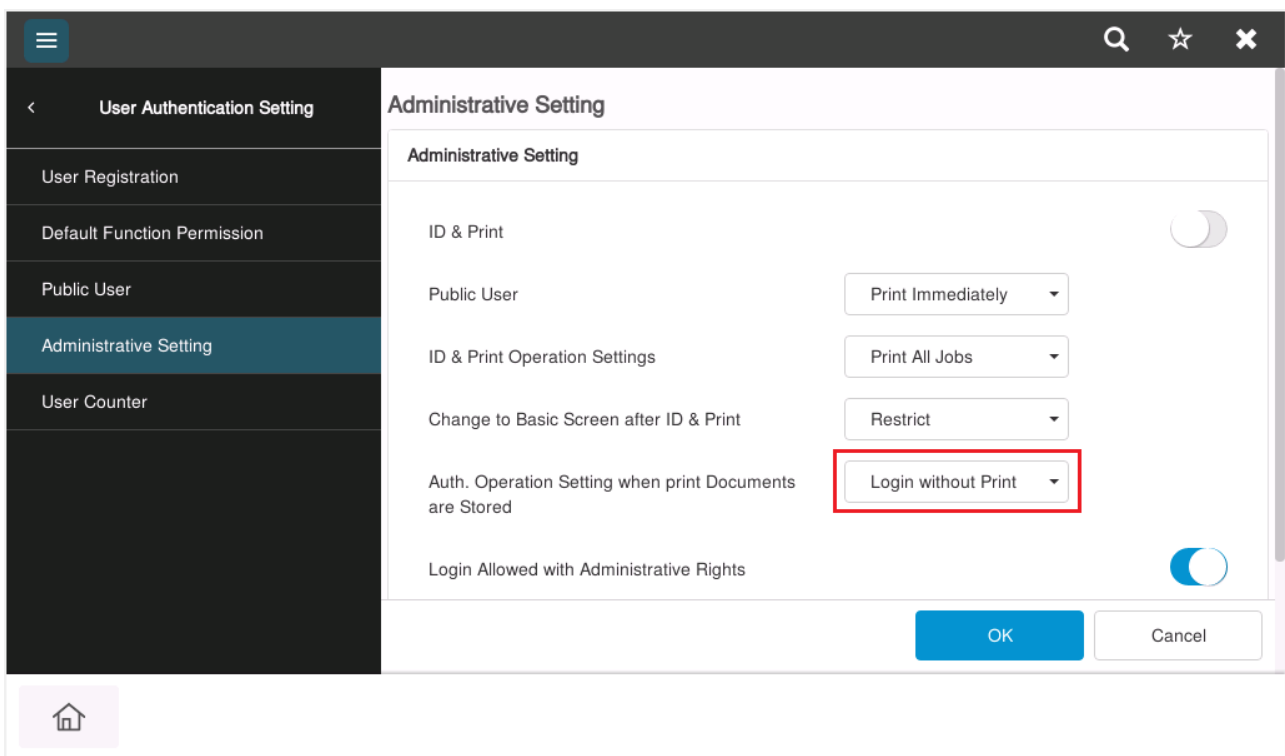 User Authentication Setting
User Registration
Default Function Permission
Public User
Administrative Setting
User Counter
Administrative Setting
Administrative Setting
ID & Print
Public User
Print Immediately
ID & Print Operation Settings
Print All Jobs
Change to Basic Screen after ID & Print
Restrict
Auth. Operation Setting when print Documents
are Stored
Login without Print
Login Allowed with Administrative Rights
OK
Cancel